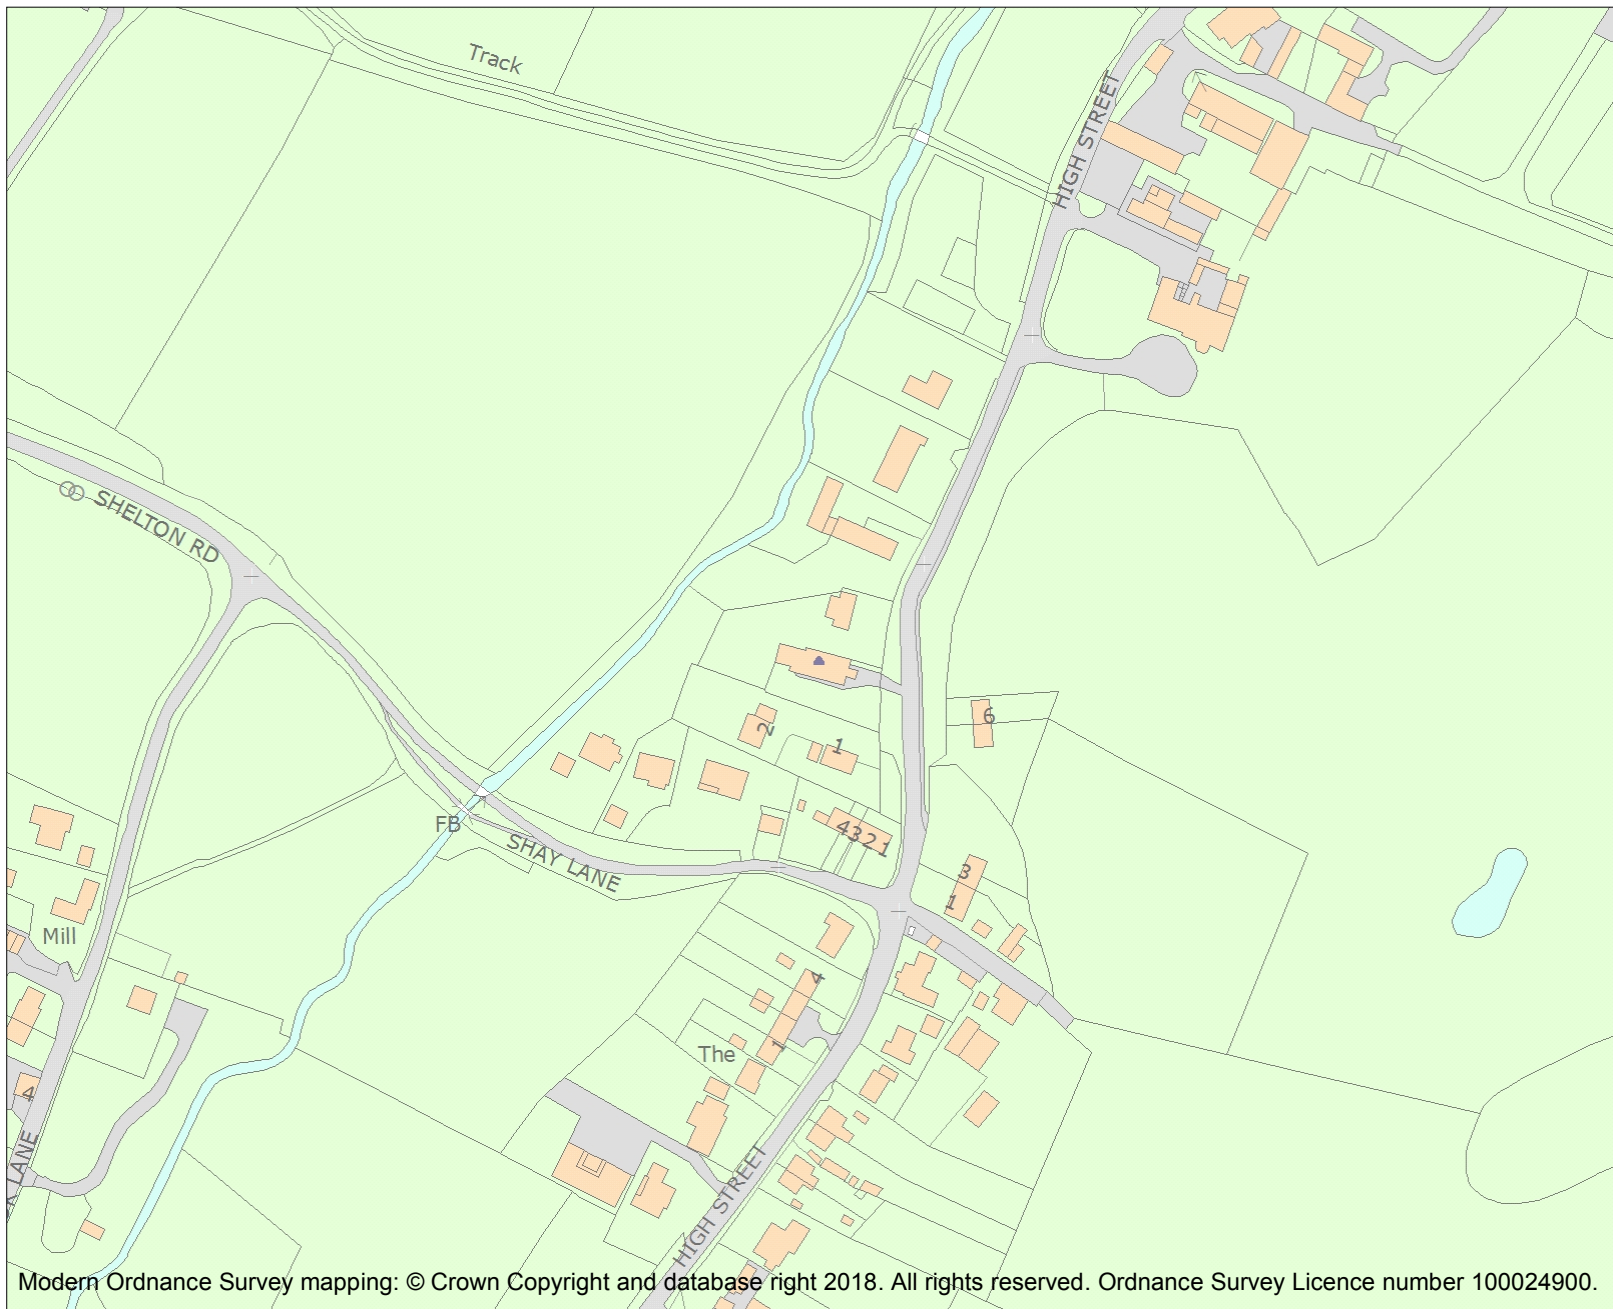 Track
HIGH STREET
SHELTON RD
6
2
1
FB
SHAY LANE
4321
3
1
Mill
4
1
The
4
LANE
HIGH STREET
Modern Ordnance Survey mapping: © Crown Copyright and database right 2018. All rights reserved. Ordnance Survey Licence number 100024900.